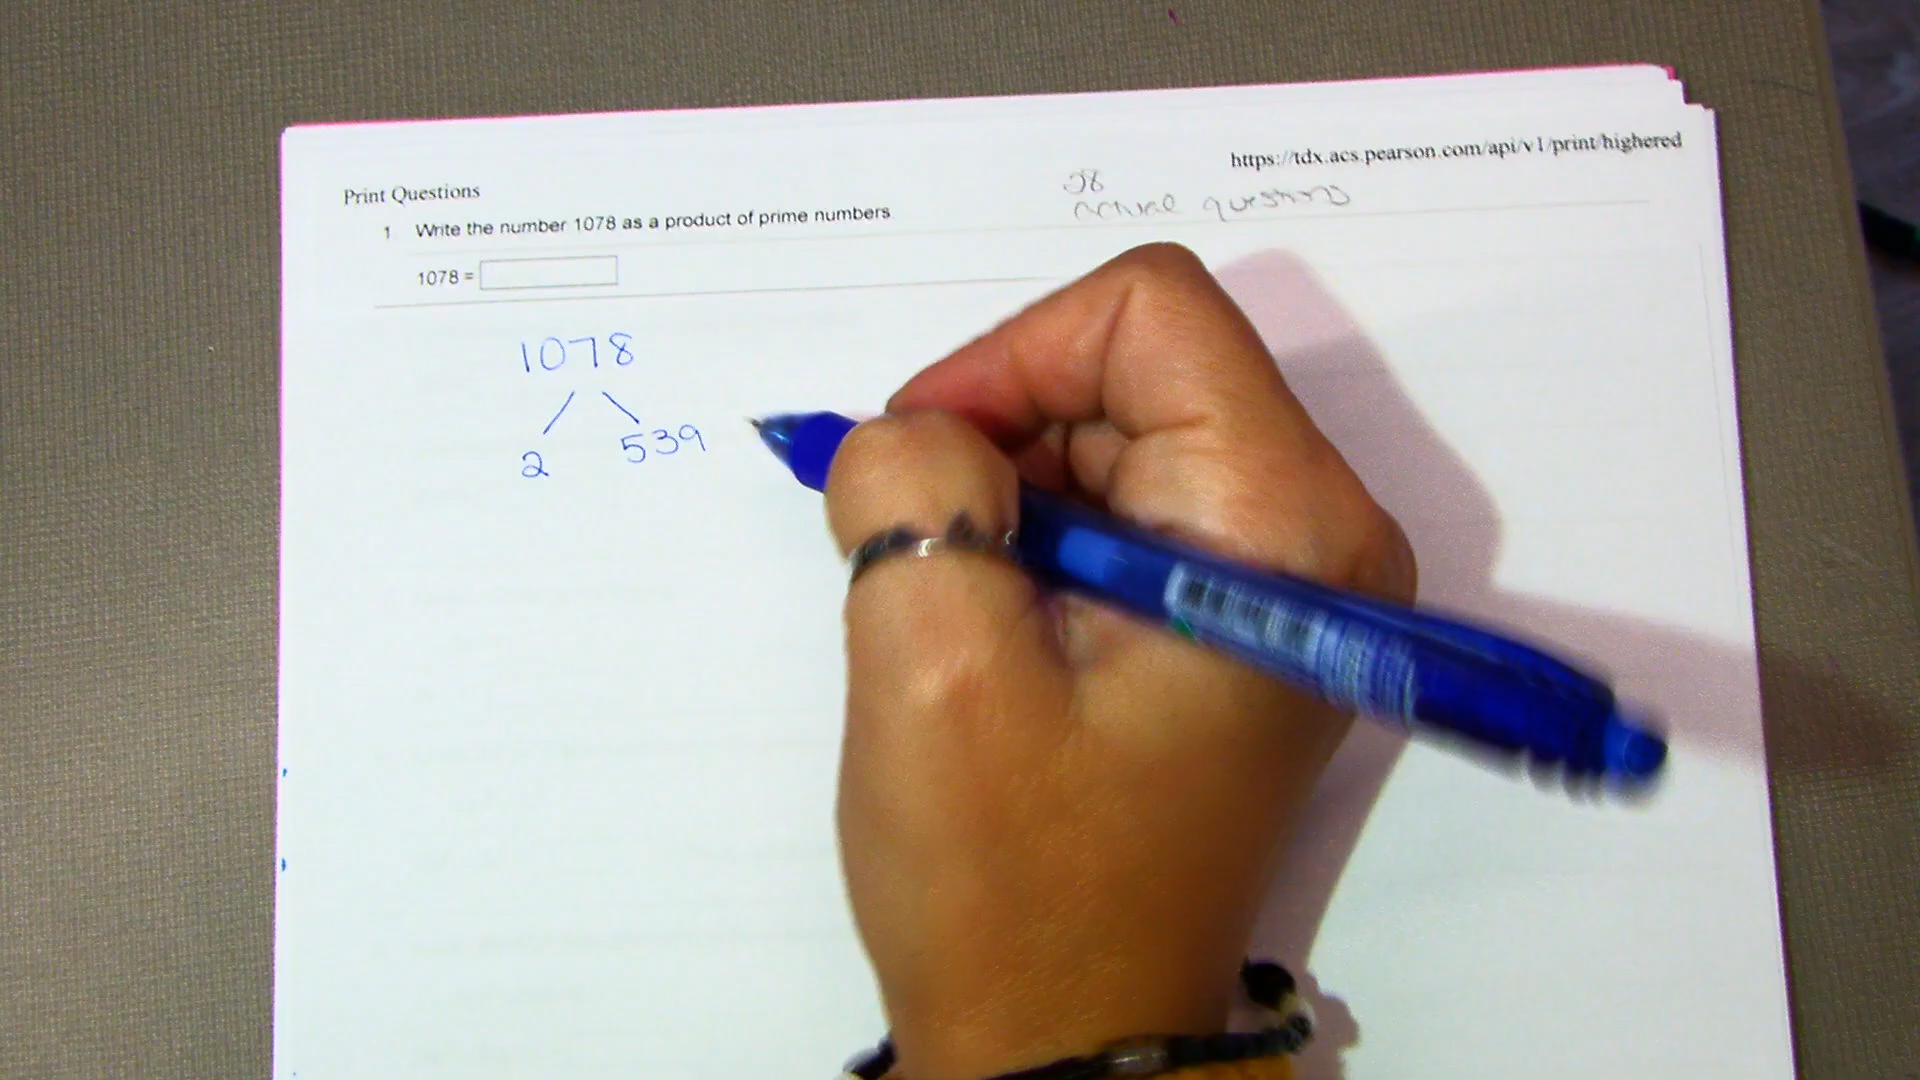 https://tdx.acs.pearson.com/api/v1/print/highered
Print Questions
28
actual questions
1 Write the number 1078 as a product of prime numbers
1078 =
1078
2 539